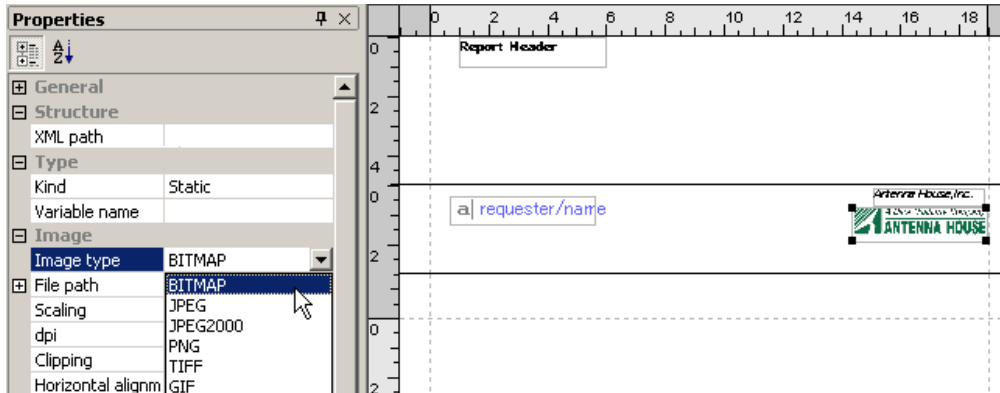 Properties
General
Structure
XML path
Type
Kind Static
Variable name
Image
Image type BITMAP
File path BITMAP
Scaling JPEG
dpi JPEG2000
Clipping PNG
TIFF
Horizontal alignm GIF
0 2 4 6 8 10 12 14 16 18
0
Report Header
2
4
0
a requester/name
Antenna House, Inc.
ANTENNA HOUSE
2
0
2